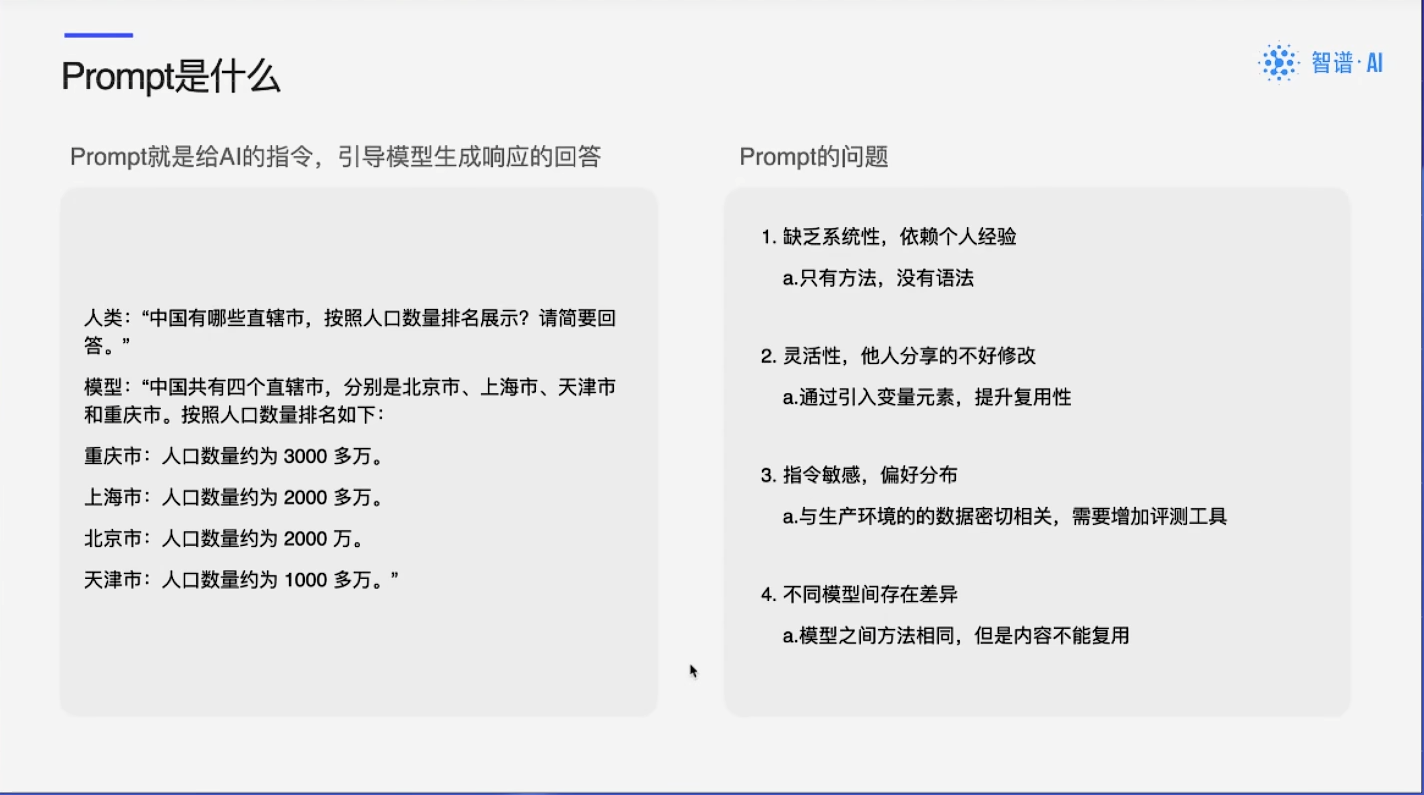 Prompt是什么
智谱·AI
Prompt就是给AI的指令，引导模型生成响应的回答
人类：“中国有哪些直辖市，按照人口数量排名展示？请简要回
答。”
模型：“中国共有四个直辖市，分别是北京市、上海市、天津市
和重庆市。按照人口数量排名如下：
重庆市：人口数量约为 3000 多万。
上海市：人口数量约为 2000 多万。
北京市：人口数量约为 2000 万。
天津市：人口数量约为 1000 多万。”
Prompt的问题
1. 缺乏系统性，依赖个人经验
a.只有方法，没有语法
2. 灵活性，他人分享的不好修改
a.通过引入变量元素，提升复用性
3. 指令敏感，偏好分布
a.与生产环境的的数据密切相关，需要增加评测工具
4. 不同模型间存在差异
a.模型之间方法相同，但是内容不能复用